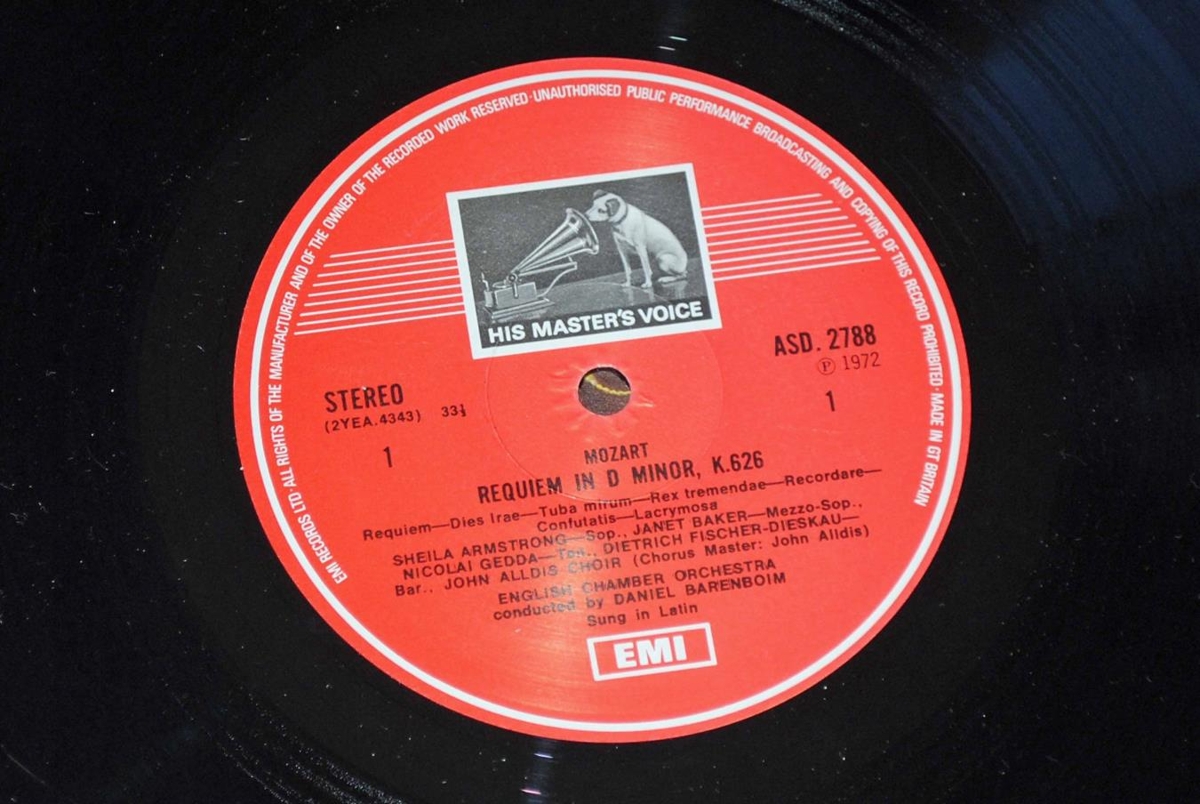 EMI RECORDS LTD·ALL RIGHTS OF THE MANUFACTURER AND OF THE OWNER OF THE RECORDED WORK RESERVED·UNAUTHORISED PUBLIC PERFORMANCE BROADCASTING AND COPYING OF THIS RECORD PROHIBITED·MADE IN GT BRITAIN
HIS MASTER'S VOICE
STEREO
(2YEA.4343) 33⅓
1
ASD. 2788
Ⓟ 1972
1
MOZART
REQUIEM IN D MINOR, K.626
Requiem—Dies Irae—Tuba mirum—Rex tremendae—Recordare—
Confutatis—Lacrymosa
SHEILA ARMSTRONG—Sop., JANET BAKER—Mezzo-Sop.,
NICOLAI GEDDA—Ten., DIETRICH FISCHER-DIESKAU—
Bar., JOHN ALLDIS CHOIR (Chorus Master: John Alldis)
ENGLISH CHAMBER ORCHESTRA
conducted by DANIEL BARENBOIM
Sung in Latin
EMI